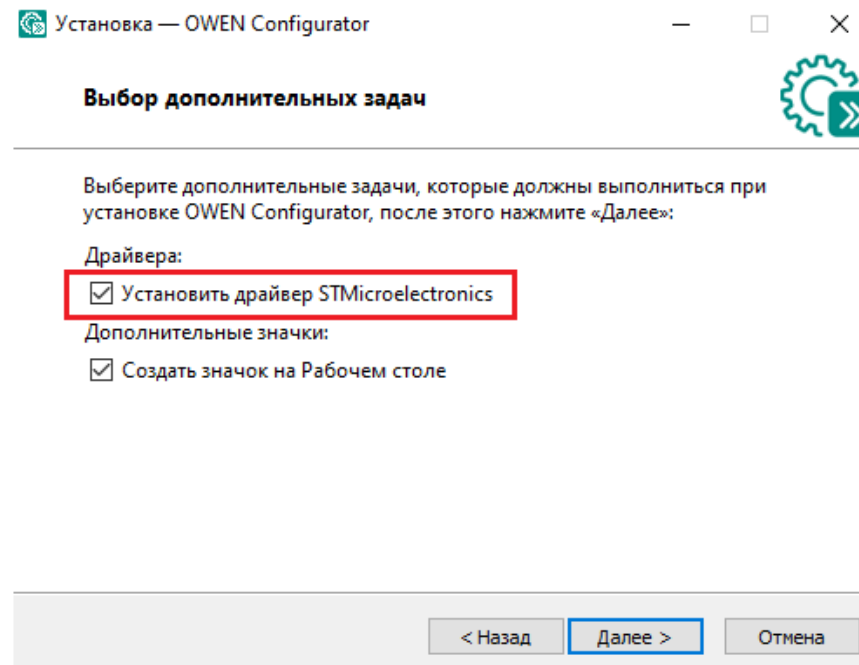 Установка — OWEN Configurator
Выбор дополнительных задач
Выберите дополнительные задачи, которые должны выполниться при
установке OWEN Configurator, после этого нажмите «Далее»:
Драйвера:
Установить драйвер STMicroelectronics
Дополнительные значки:
Создать значок на Рабочем столе
< Назад
Далее >
Отмена